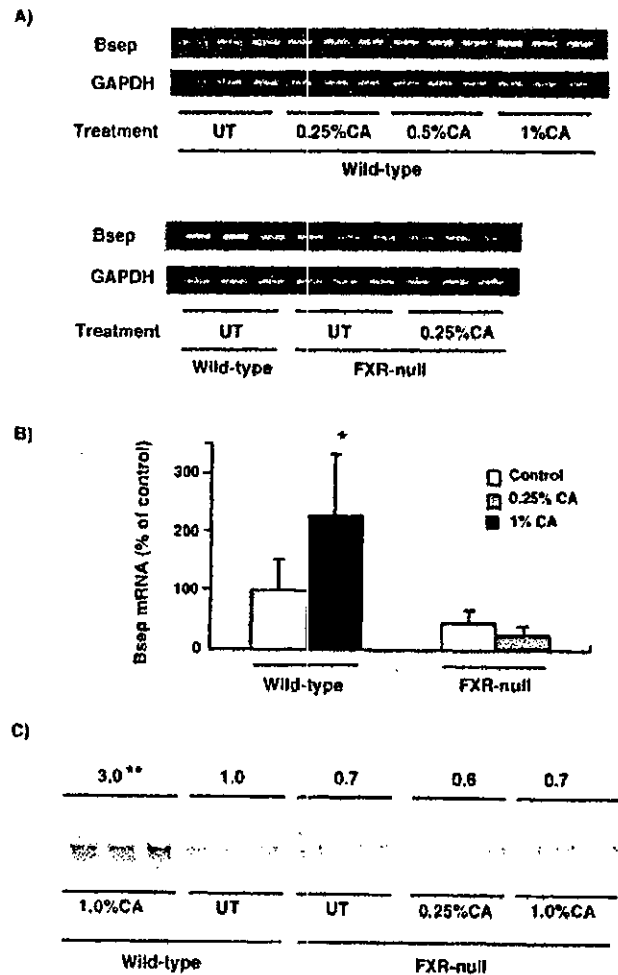 A)
Bsep
GAPDH
Treatment UT 0.25%CA 0.5%CA 1%CA
Wild-type
Bsep
GAPDH
Treatment UT UT 0.25%CA
Wild-type FXR-null
B)
Bsep mRNA (% of control)
300
200
100
0
*
Control
0.25% CA
1% CA
Wild-type FXR-null
C)
3.0** 1.0 0.7 0.6 0.7
1.0%CA UT UT 0.25%CA 1.0%CA
Wild-type FXR-null